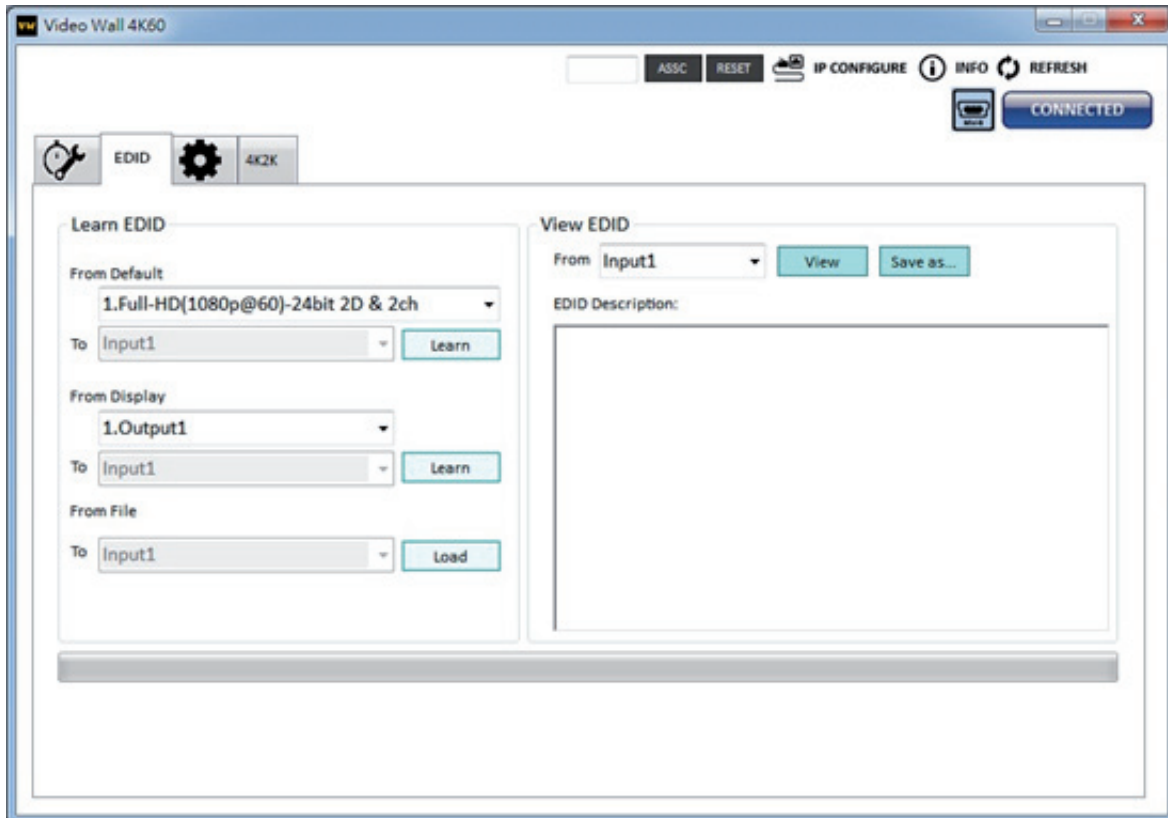 VW Video Wall 4K60
ASSC RESET IP CONFIGURE INFO REFRESH
CONNECTED
EDID 4K2K
Learn EDID
From Default
1.Full-HD(1080p@60)-24bit 2D & 2ch
To Input1 Learn
From Display
1.Output1
To Input1 Learn
From File
To Input1 Load
View EDID
From Input1 View Save as...
EDID Description: